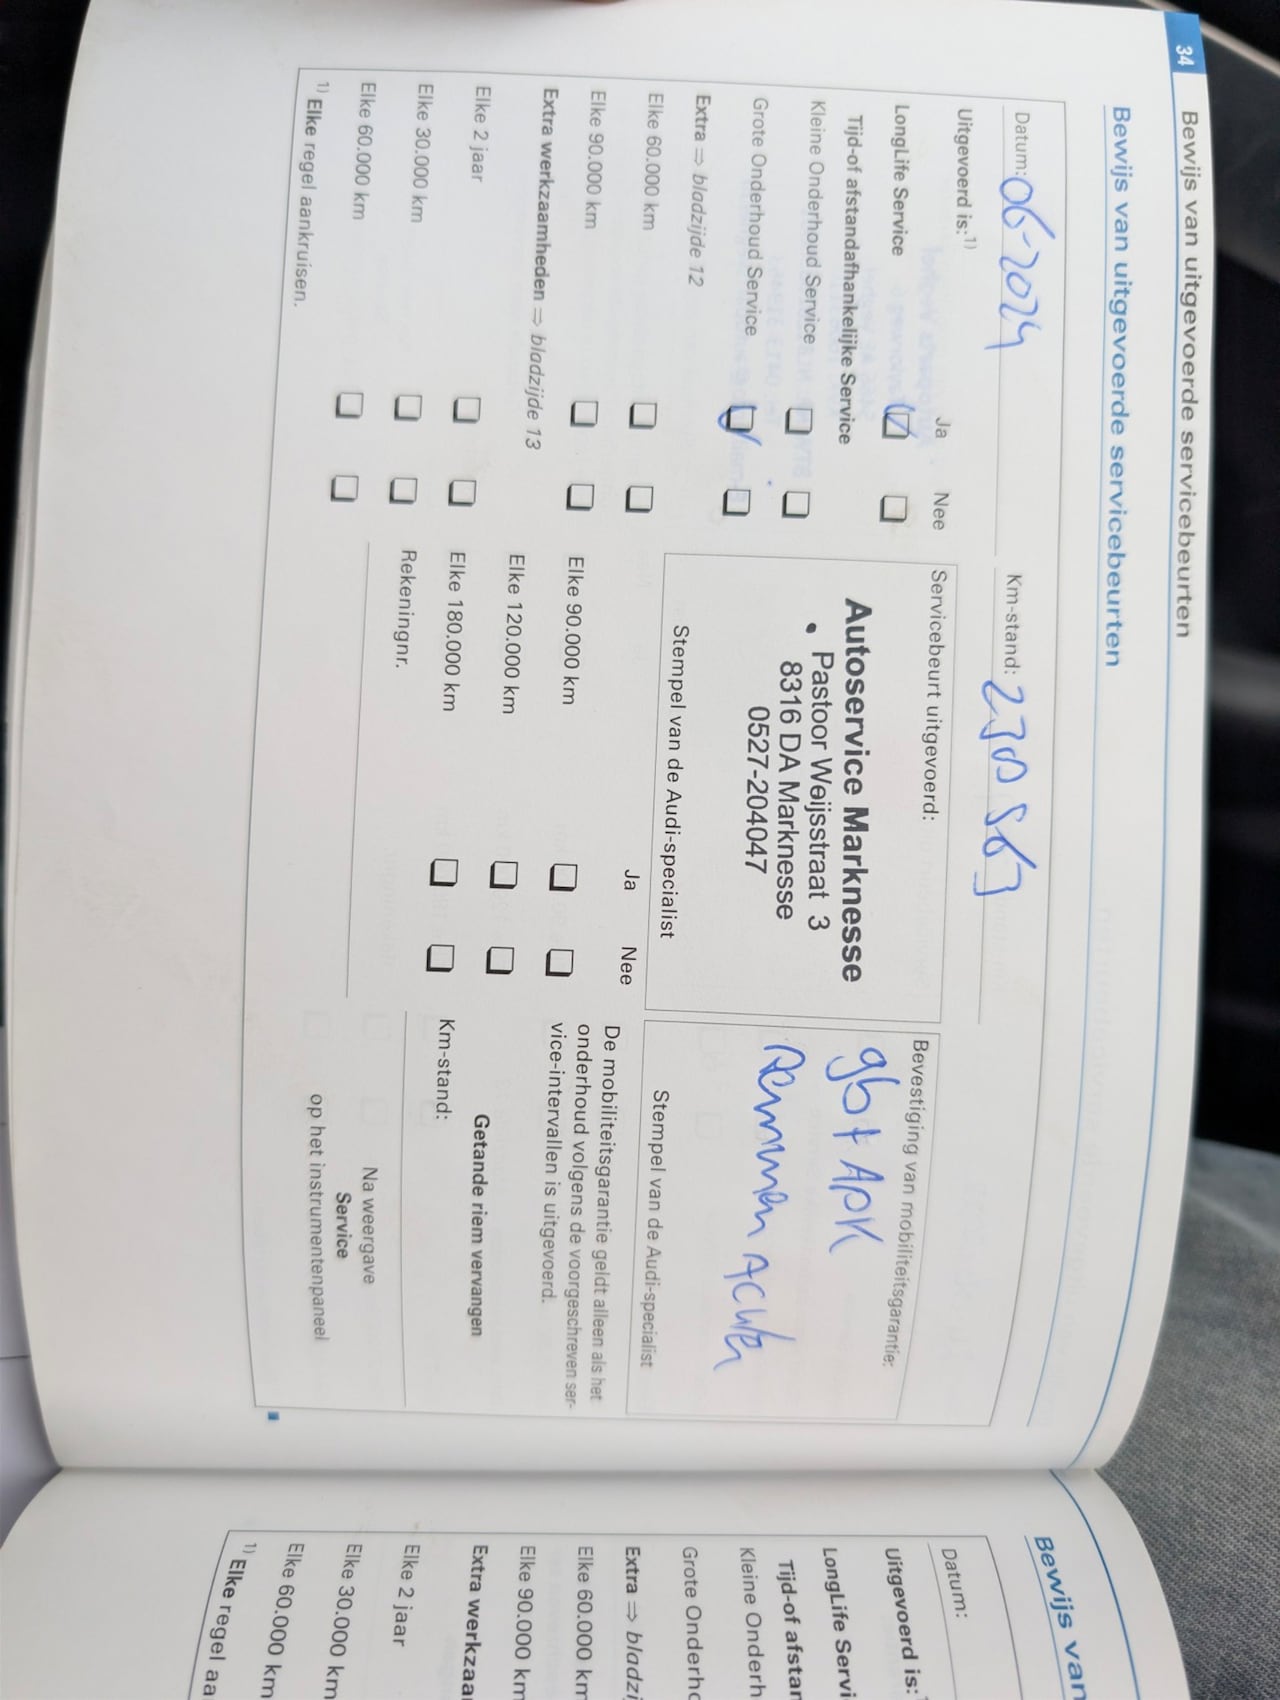 34
Bewijs van uitgevoerde servicebeurten
Bewijs van uitgevoerde servicebeurten
Datum: 06-2024
Km-stand: 230 863
Uitgevoerd is:1)
Ja Nee
LongLife Service
Tijd-of afstandafhankelijke Service
Kleine Onderhoud Service
Grote Onderhoud Service
Extra ⇒ bladzijde 12
Elke 60.000 km
Elke 90.000 km
Extra werkzaamheden ⇒ bladzijde 13
Elke 2 jaar
Elke 30.000 km
Elke 60.000 km
1) Elke regel aankruisen.
Servicebeurt uitgevoerd:
Autoservice Marknesse
• Pastoor Weijsstraat 3
8316 DA Marknesse
0527-204047
Stempel van de Audi-specialist
Ja Nee
Elke 90.000 km
Elke 120.000 km
Elke 180.000 km
Rekeningnr.
Bevestiging van mobiliteitsgarantie:
gb + APK
Remmen Achter
Stempel van de Audi-specialist
De mobiliteitsgarantie geldt alleen als het
onderhoud volgens de voorgeschreven ser-
vice-intervallen is uitgevoerd.
Getande riem vervangen
Km-stand:
Na weergave
Service
op het instrumentenpaneel
Bewijs van
Datum:
Uitgevoerd is:1
LongLife Servi
Tijd-of afstan
Kleine Onderh
Grote Onderho
Extra ⇒ bladzi
Elke 60.000 km
Elke 90.000 km
Extra werkzaa
Elke 2 jaar
Elke 30.000 km
Elke 60.000 km
1) Elke regel aa